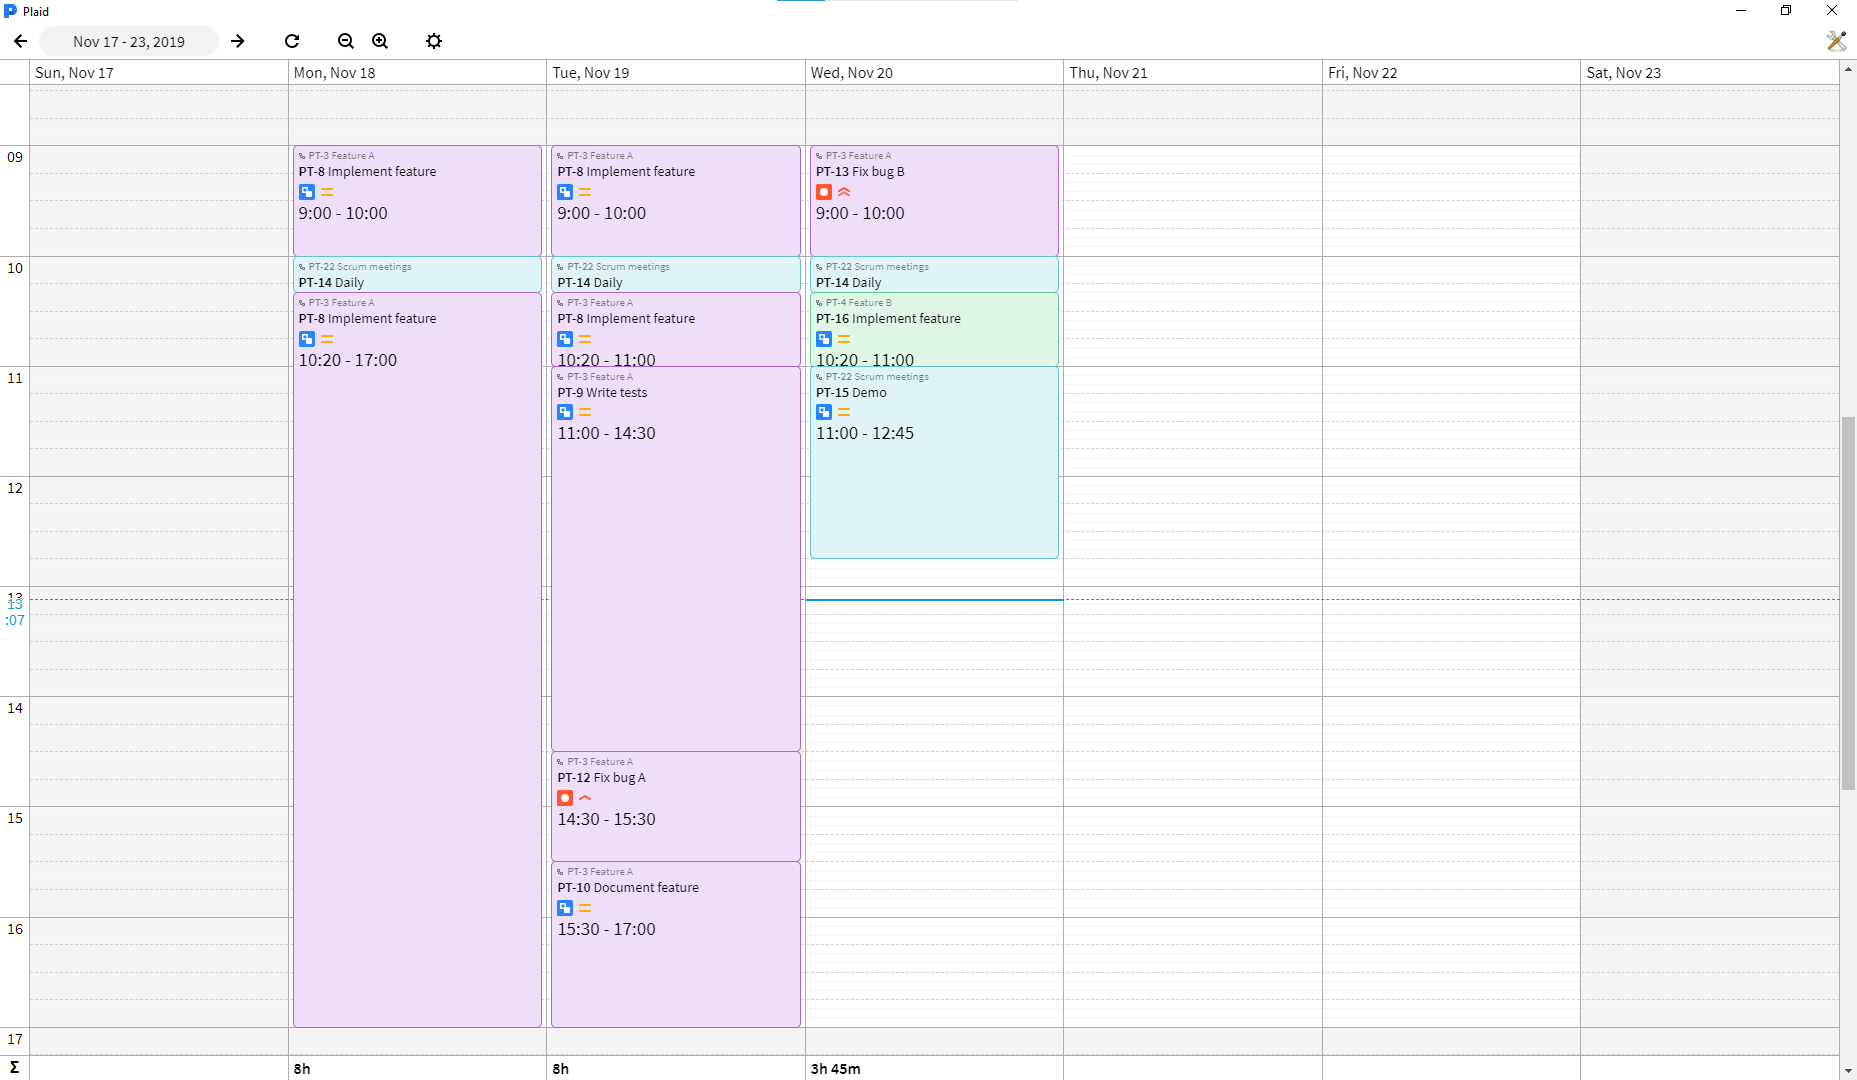 Plaid
Nov 17 - 23, 2019
Sun, Nov 17
Mon, Nov 18
Tue, Nov 19
Wed, Nov 20
Thu, Nov 21
Fri, Nov 22
Sat, Nov 23
09
10
11
12
13
13
:07
14
15
16
17
PT-3 Feature A
PT-8 Implement feature
9:00 - 10:00
PT-22 Scrum meetings
PT-14 Daily
PT-3 Feature A
PT-8 Implement feature
10:20 - 17:00
PT-3 Feature A
PT-8 Implement feature
9:00 - 10:00
PT-22 Scrum meetings
PT-14 Daily
PT-3 Feature A
PT-8 Implement feature
10:20 - 11:00
PT-3 Feature A
PT-9 Write tests
11:00 - 14:30
PT-3 Feature A
PT-12 Fix bug A
14:30 - 15:30
PT-3 Feature A
PT-10 Document feature
15:30 - 17:00
PT-3 Feature A
PT-13 Fix bug B
9:00 - 10:00
PT-22 Scrum meetings
PT-14 Daily
PT-4 Feature B
PT-16 Implement feature
10:20 - 11:00
PT-22 Scrum meetings
PT-15 Demo
11:00 - 12:45
Σ
8h
8h
3h 45m